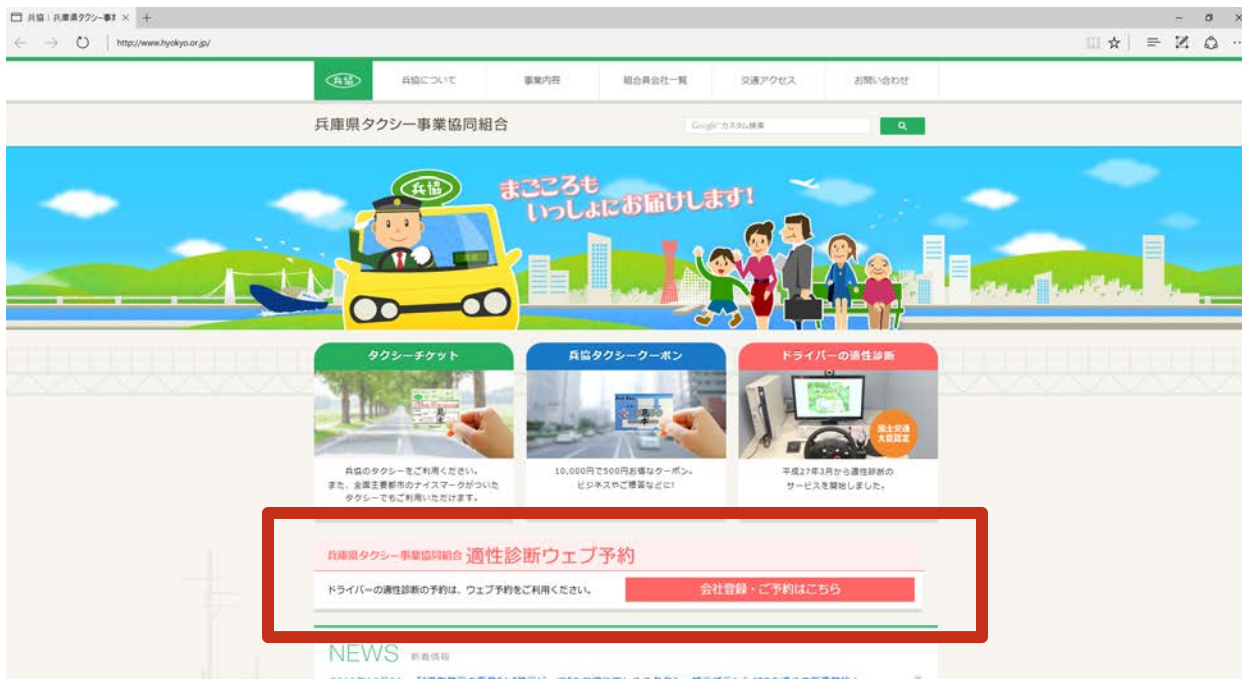 兵協｜兵庫県タクシー事
http://www.hyokyo.or.jp/
兵協 兵協について 事業内容 組合員会社一覧 交通アクセス お問い合わせ
兵庫県タクシー事業協同組合
Google カスタム検索
兵協
まごころも
いっしょにお届けします!
タクシーチケット
兵協タクシークーポン
ドライバーの適性診断
見本
見本
国土交通
大臣認定
兵協のタクシーをご利用ください。
また、全国主要都市のナイスマークがついた
タクシーでもご利用いただけます。
10,000円で500円お得なクーポン。
ビジネスやご贈答などに!
平成27年3月から適性診断の
サービスを開始しました。
兵庫県タクシー事業協同組合 適性診断ウェブ予約
ドライバーの適性診断の予約は、ウェブ予約をご利用ください。
会社登録・ご予約はこちら
NEWS 新着情報